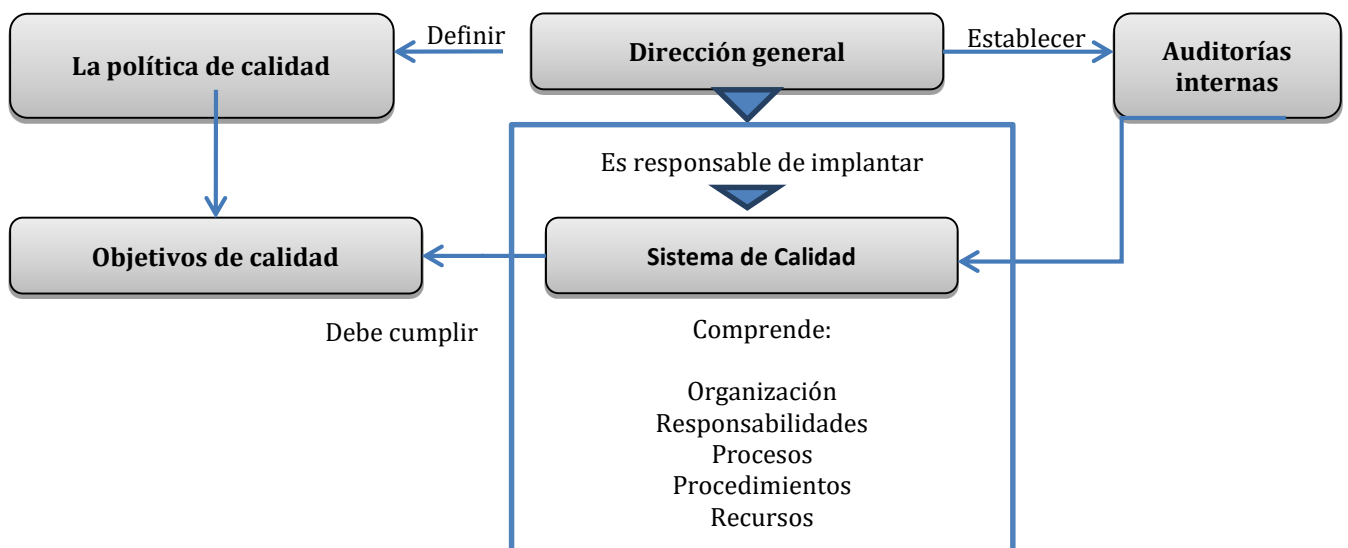 Definir
La política de calidad
Dirección general
Establecer
Auditorías
internas
Es responsable de implantar
Objetivos de calidad
Sistema de Calidad
Debe cumplir
Comprende:
Organización
Responsabilidades
Procesos
Procedimientos
Recursos